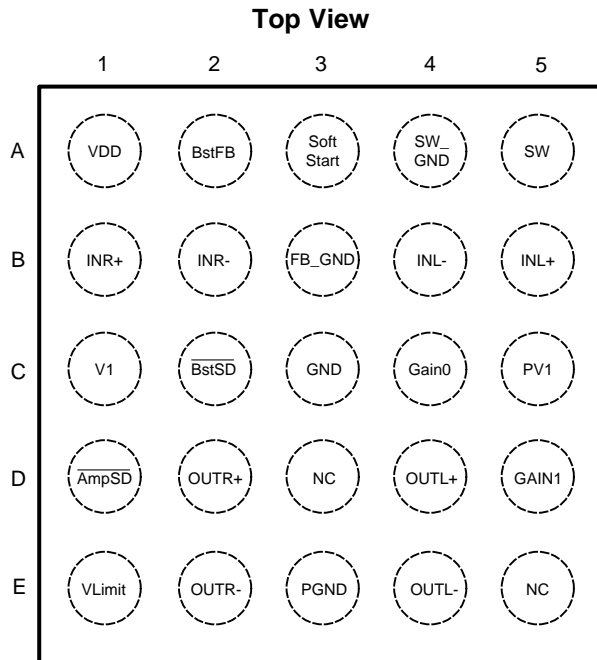 Top View
1 2 3 4 5
A VDD BstFB Soft Start SW_ GND SW
B INR+ INR- FB_GND INL- INL+
C V1 BstSD GND Gain0 PV1
D AmpSD OUTR+ NC OUTL+ GAIN1
E VLimit OUTR- PGND OUTL- NC